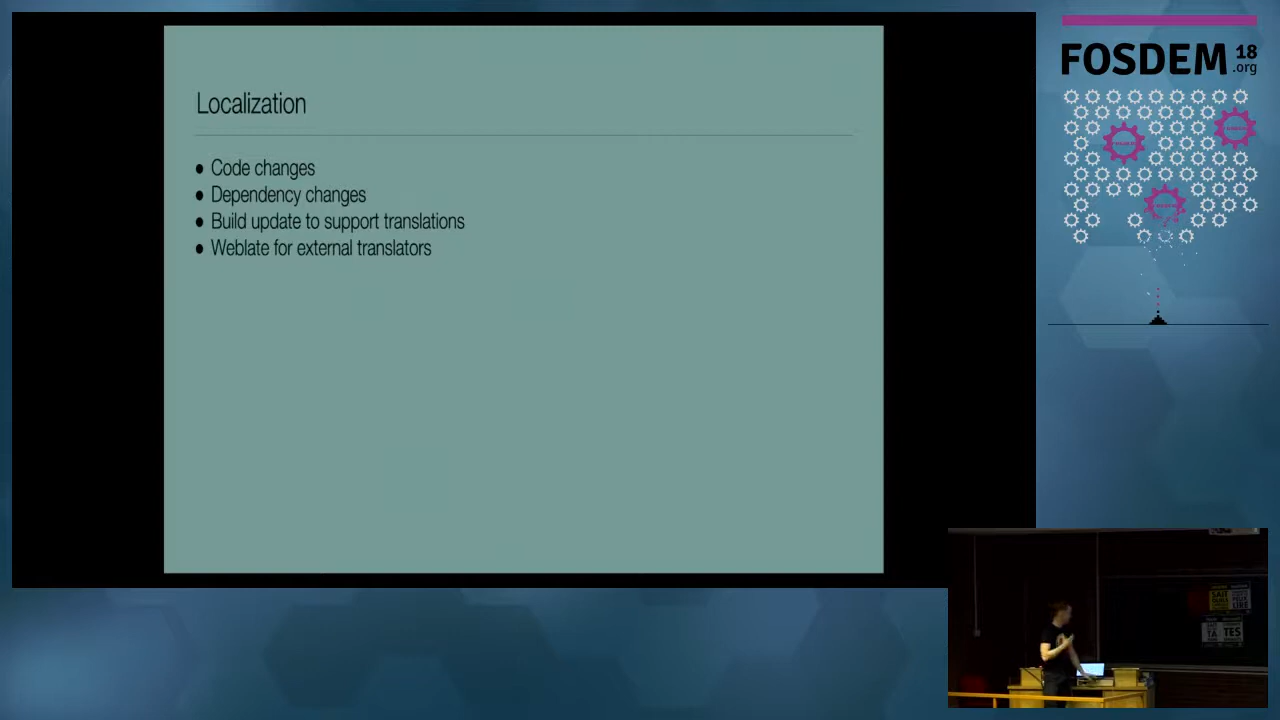 Localization
● Code changes
● Dependency changes
● Build update to support translations
● Weblate for external translators
FOSDEM 18
.org